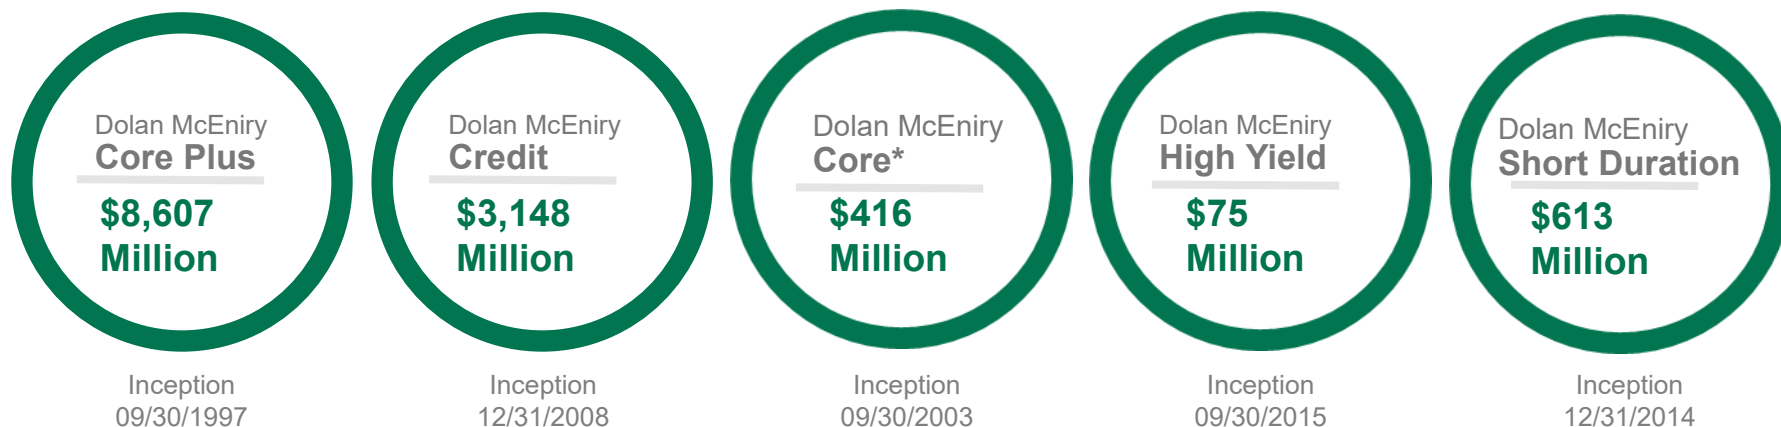 Dolan McEniry
Core Plus
$8,607
Million
Inception
09/30/1997
Dolan McEniry
Credit
$3,148
Million
Inception
12/31/2008
Dolan McEniry
Core*
$416
Million
Inception
09/30/2003
Dolan McEniry
High Yield
$75
Million
Inception
09/30/2015
Dolan McEniry
Short Duration
$613
Million
Inception
12/31/2014